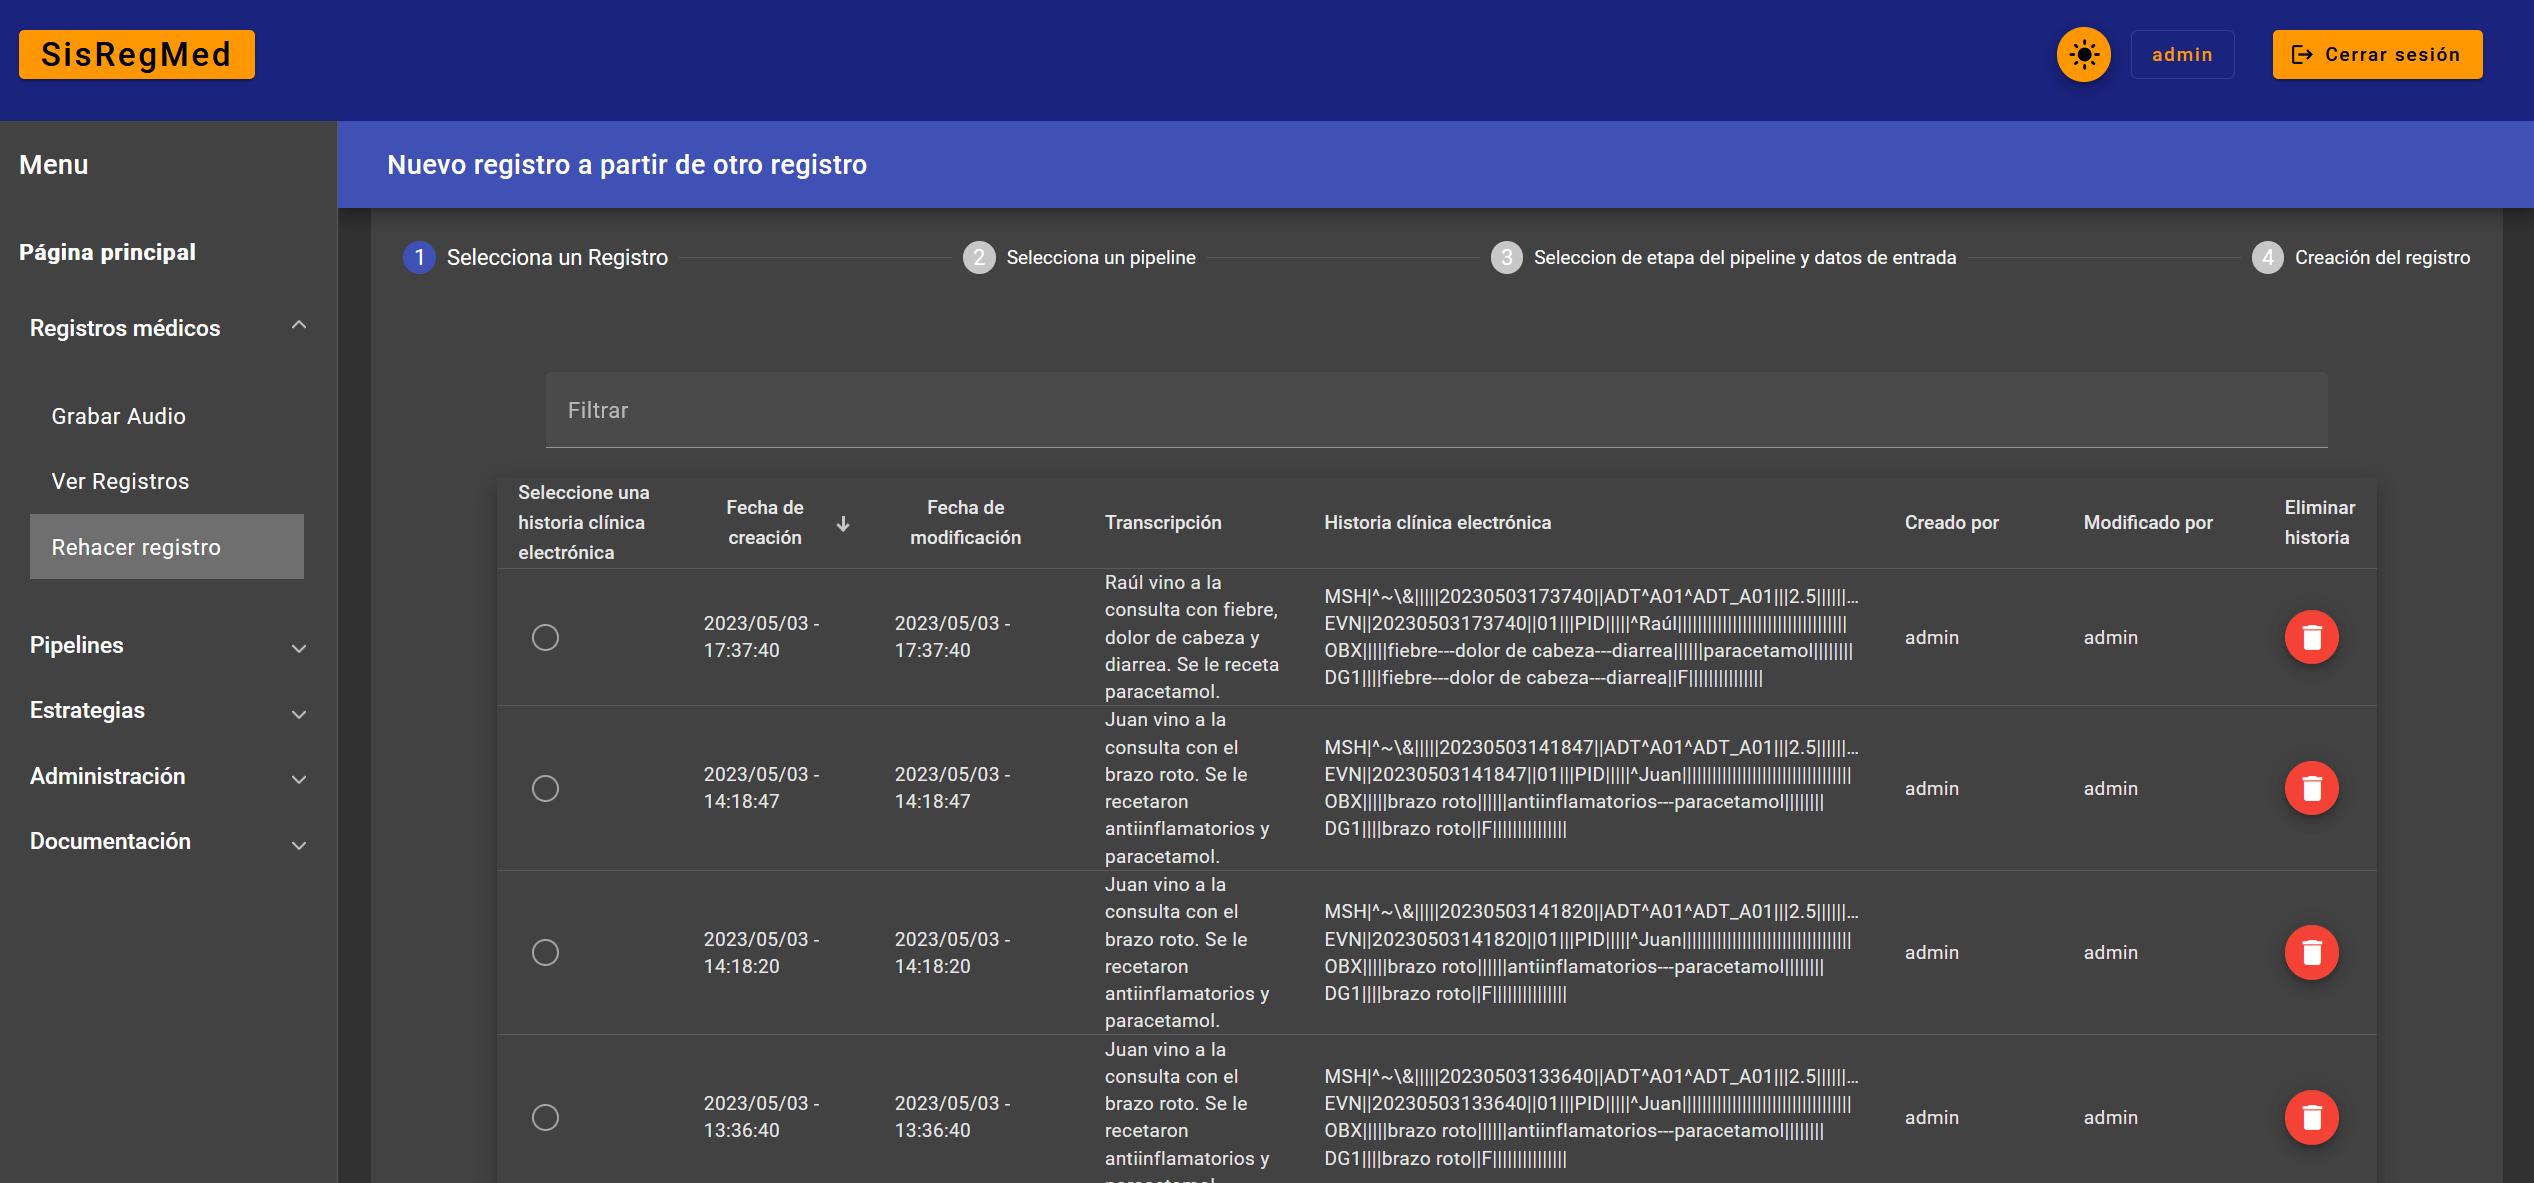 SisRegMed
admin
Cerrar sesión
Menu
Nuevo registro a partir de otro registro
Página principal
Registros médicos
Grabar Audio
Ver Registros
Rehacer registro
Pipelines
Estrategias
Administración
Documentación
1 Selecciona un Registro
2 Selecciona un pipeline
3 Seleccion de etapa del pipeline y datos de entrada
4 Creación del registro
Filtrar
Seleccione una
historia clínica
electrónica
Fecha de
creación
Fecha de
modificación
Transcripción
Historia clínica electrónica
Creado por
Modificado por
Eliminar
historia
2023/05/03 -
17:37:40
2023/05/03 -
17:37:40
Raúl vino a la
consulta con fiebre,
dolor de cabeza y
diarrea. Se le receta
paracetamol.
MSH|^~\&|||||20230503173740||ADT^A01^ADT_A01|||2.5||||||...
EVN||20230503173740||01|||PID|||||^Raúl||||||||||||||||||||||||||||||||||
OBX|||||fiebre---dolor de cabeza---diarrea||||||paracetamol||||||||
DG1||||fiebre---dolor de cabeza---diarrea||F|||||||||||||||
admin
admin
2023/05/03 -
14:18:47
2023/05/03 -
14:18:47
Juan vino a la
consulta con el
brazo roto. Se le
recetaron
antiinflamatorios y
paracetamol.
MSH|^~\&|||||20230503141847||ADT^A01^ADT_A01|||2.5||||||...
EVN||20230503141847||01|||PID|||||^Juan||||||||||||||||||||||||||||||||||
OBX|||||brazo roto||||||antiinflamatorios---paracetamol||||||||
DG1||||brazo roto||F|||||||||||||||
admin
admin
2023/05/03 -
14:18:20
2023/05/03 -
14:18:20
Juan vino a la
consulta con el
brazo roto. Se le
recetaron
antiinflamatorios y
paracetamol.
MSH|^~\&|||||20230503141820||ADT^A01^ADT_A01|||2.5||||||...
EVN||20230503141820||01|||PID|||||^Juan||||||||||||||||||||||||||||||||||
OBX|||||brazo roto||||||antiinflamatorios---paracetamol||||||||
DG1||||brazo roto||F|||||||||||||||
admin
admin
2023/05/03 -
13:36:40
2023/05/03 -
13:36:40
Juan vino a la
consulta con el
brazo roto. Se le
recetaron
antiinflamatorios y
MSH|^~\&|||||20230503133640||ADT^A01^ADT_A01|||2.5||||||...
EVN||20230503133640||01|||PID|||||^Juan||||||||||||||||||||||||||||||||||
OBX|||||brazo roto||||||antiinflamatorios---paracetamol||||||||
DG1||||brazo roto||F|||||||||||||||
admin
admin